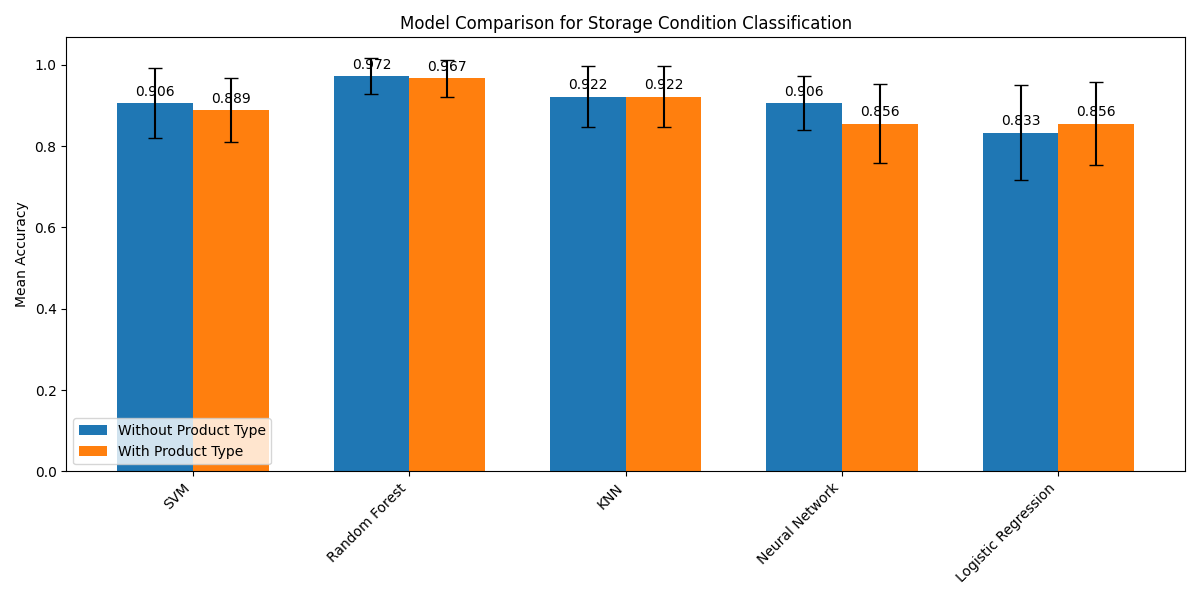 Model Comparison for Storage Condition Classification
Mean Accuracy
1.0
0.8
0.6
0.4
0.2
0.0
0.906
0.889
0.972
0.967
0.922
0.922
0.906
0.856
0.833
0.856
Without Product Type
With Product Type
SVM
Random Forest
KNN
Neural Network
Logistic Regression